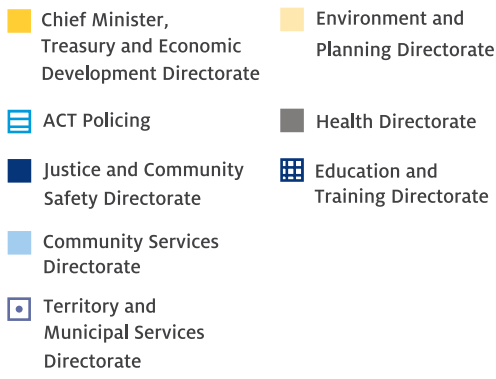 Chief Minister,
Treasury and Economic
Development Directorate
ACT Policing
Justice and Community
Safety Directorate
Community Services
Directorate
Territory and
Municipal Services
Directorate
Environment and
Planning Directorate
Health Directorate
Education and
Training Directorate